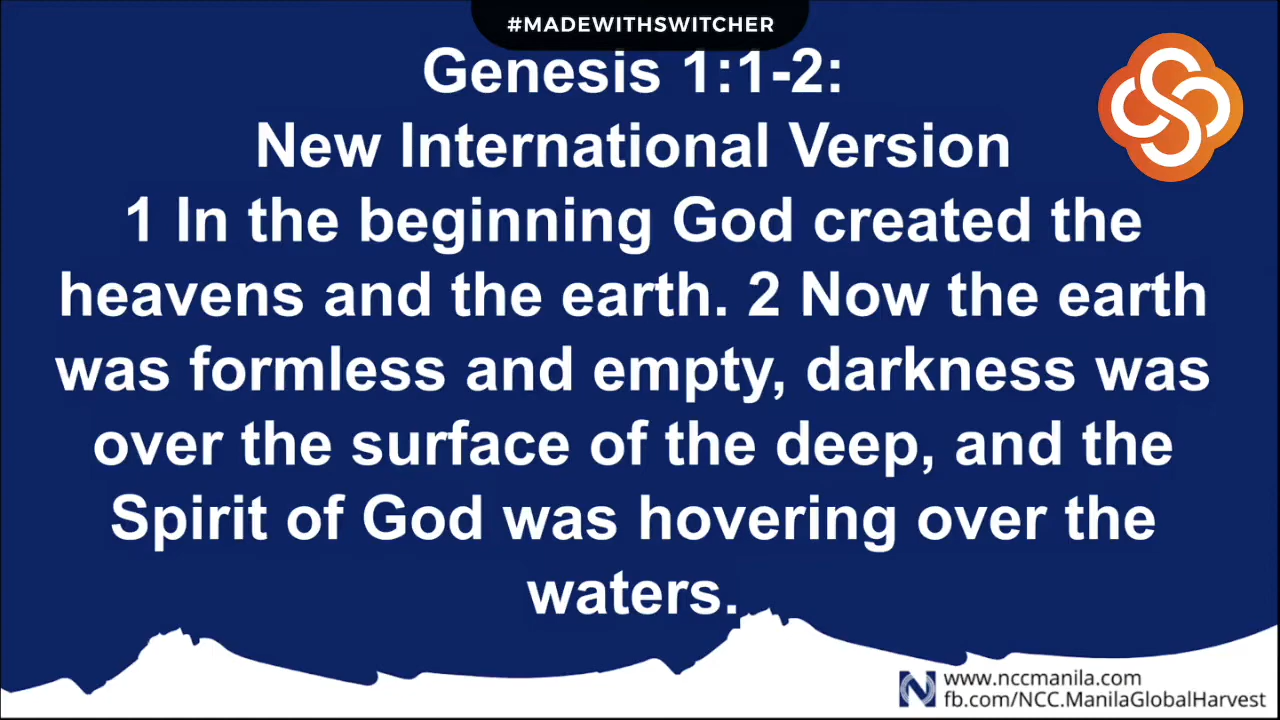 #MADEWITHSWITCHER
Genesis 1:1-2:
New International Version
1 In the beginning God created the
heavens and the earth. 2 Now the earth
was formless and empty, darkness was
over the surface of the deep, and the
Spirit of God was hovering over the
waters.
www.nccmanila.com
fb.com/NCC.ManilaGlobalHarvest